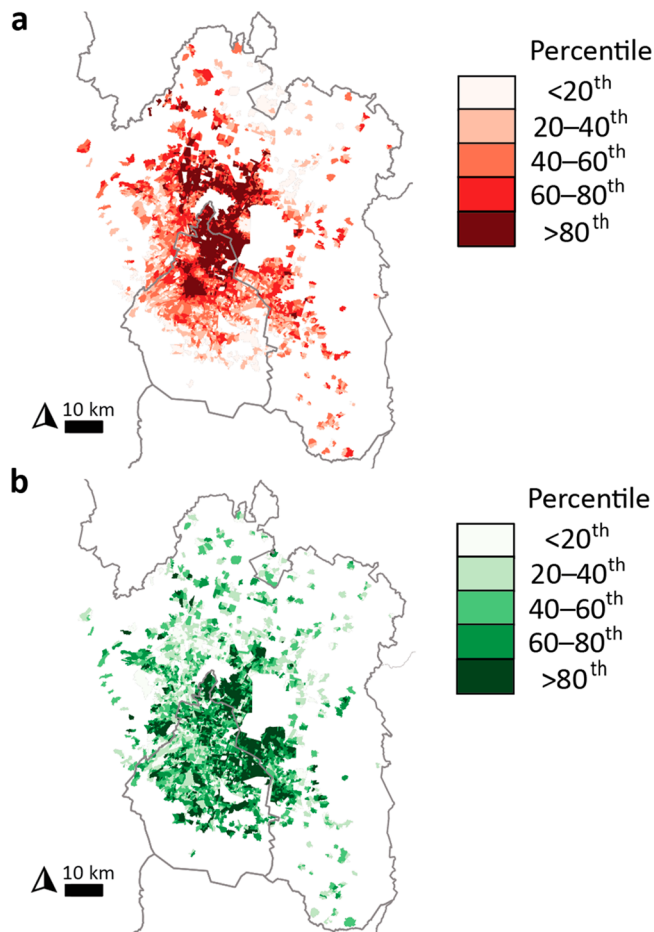 a
Percentile
<20th
20–40th
40–60th
60–80th
>80th
10 km
b
Percentile
<20th
20–40th
40–60th
60–80th
>80th
10 km